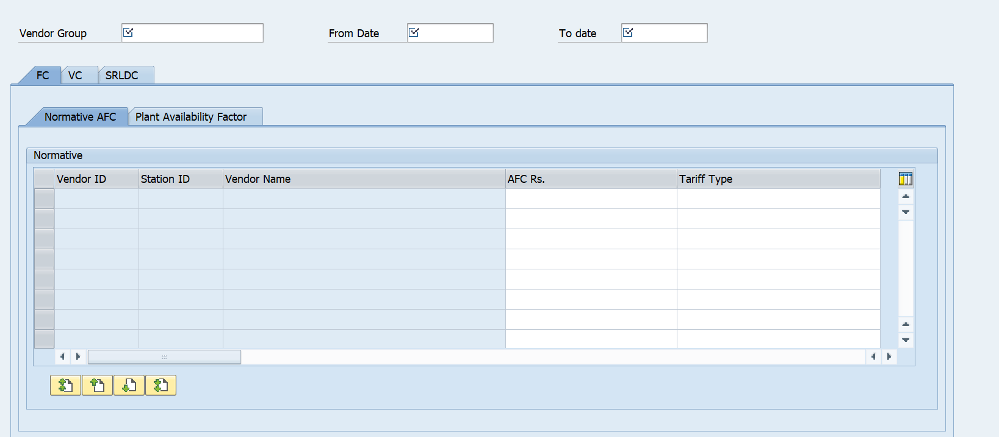 Vendor Group From Date To date
FC VC SRLDC
Normative AFC Plant Availability Factor
Normative
Vendor ID Station ID Vendor Name AFC Rs. Tariff Type